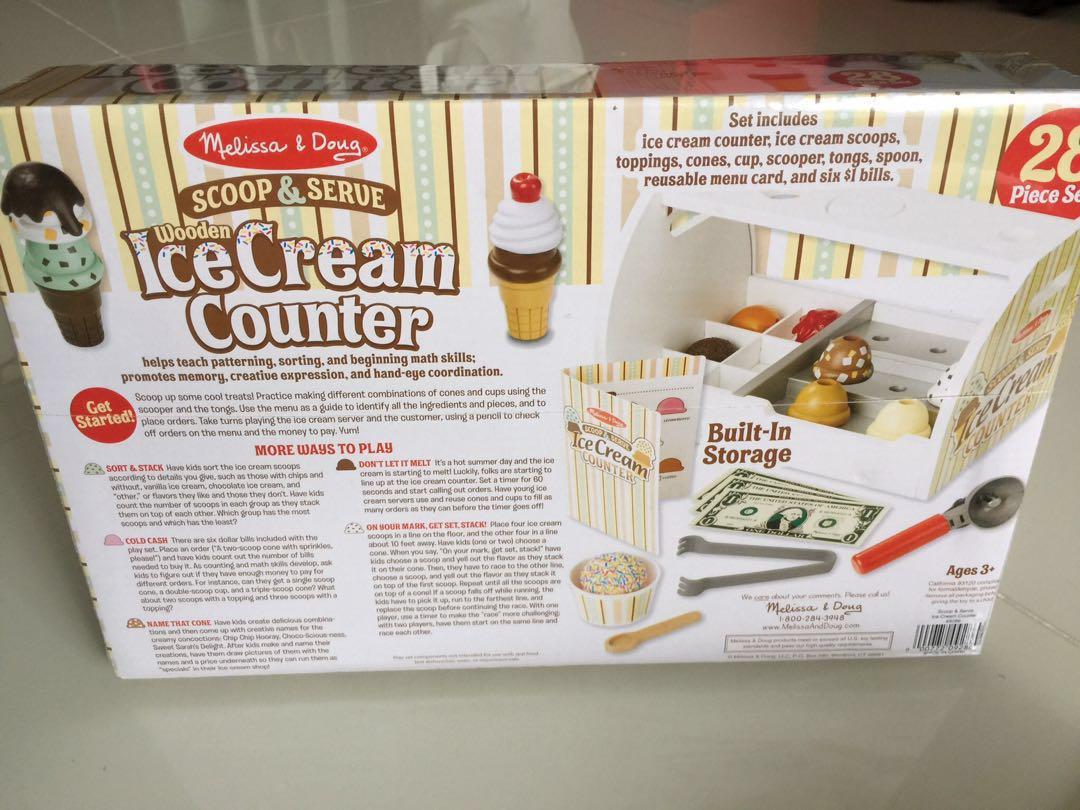 Melissa & Doug®
SCOOP & SERVE
Wooden
Ice Cream
Counter
helps teach patterning, sorting, and beginning math skills;
promotes memory, creative expression, and hand-eye coordination.
Set includes
ice cream counter, ice cream scoops,
toppings, cones, cup, scooper, tongs, spoon,
reusable menu card, and six $1 bills.
28
Piece Se
Get
Started!
Scoop up some cool treats! Practice making different combinations of cones and cups using the
scooper and the tongs. Use the menu as a guide to identify all the ingredients and pieces, and to
place orders. Take turns playing the ice cream server and the customer, using a pencil to check
off orders on the menu and the money to pay. Yum!
MORE WAYS TO PLAY
SORT & STACK Have kids sort the ice cream scoops
according to details you give, such as those with chips and
without, vanilla ice cream, chocolate ice cream, and
"other," or flavors they like and those they don't. Have kids
count the number of scoops in each group as they stack
them on top of each other. Which group has the most
scoops and which has the least?
COLD CASH There are six dollar bills included with the
play set. Place an order ("A two-scoop cone with sprinkles,
please!") and have kids count out the number of bills
needed to buy it. As counting and math skills develop, ask
kids to figure out if they have enough money to pay for
different orders. For instance, can they get a single scoop
cone, a double-scoop cup, and a triple-scoop cone? What
about two scoops with a topping and three scoops with a
topping?
NAME THAT CONE Have kids create delicious combina-
tions and then come up with creative names for the
creamy concoctions: Chip Chip Hooray, Choco-licious-ness,
Sweet Sarah's Delight. After kids make and name their
creations, have them draw pictures of them with the
names and a price underneath so they can run them as
"specials" in their ice cream shop!
DON'T LET IT MELT It's a hot summer day and the ice
cream is starting to melt! Luckily, folks are starting to
line up at the ice cream counter. Set a timer for 60
seconds and start calling out orders. Have young ice
cream servers use and reuse cones and cups to fill as
many orders as they can before the timer goes off!
ON YOUR MARK, GET SET, STACK! Place four ice cream
scoops in a line on the floor, and the other four in a line
about 10 feet away. Have kids (one or two) choose a
cone. When you say, "On your mark, get set, stack!" have
kids choose a scoop and yell out the flavor as they stack
it on their cones. Then, they have to race to the other line,
choose a scoop, and yell out the flavor as they stack it
on top of the first scoop. Repeat until all the scoops are
on top of a cone! If a scoop falls off while running, the
kids have to pick it up, run to the farthest line, and
replace the scoop before continuing the race. With one
player, use a timer to make the "race" more challenging;
with two players, have them start on the same line and
race each other.
Built-In
Storage
SCOOP & SERVE
Ice Cream
COUNTER
Ice Cream
COUNTER
Ages 3+
We care about your comments. Please call us!
Melissa & Doug
1-800-284-3948
www.MelissaAndDoug.com
Melissa & Doug products meet or exceed all U.S. toy testing
standards and pass our high quality requirements.
Scoop & Serve
Ice Cream Counter